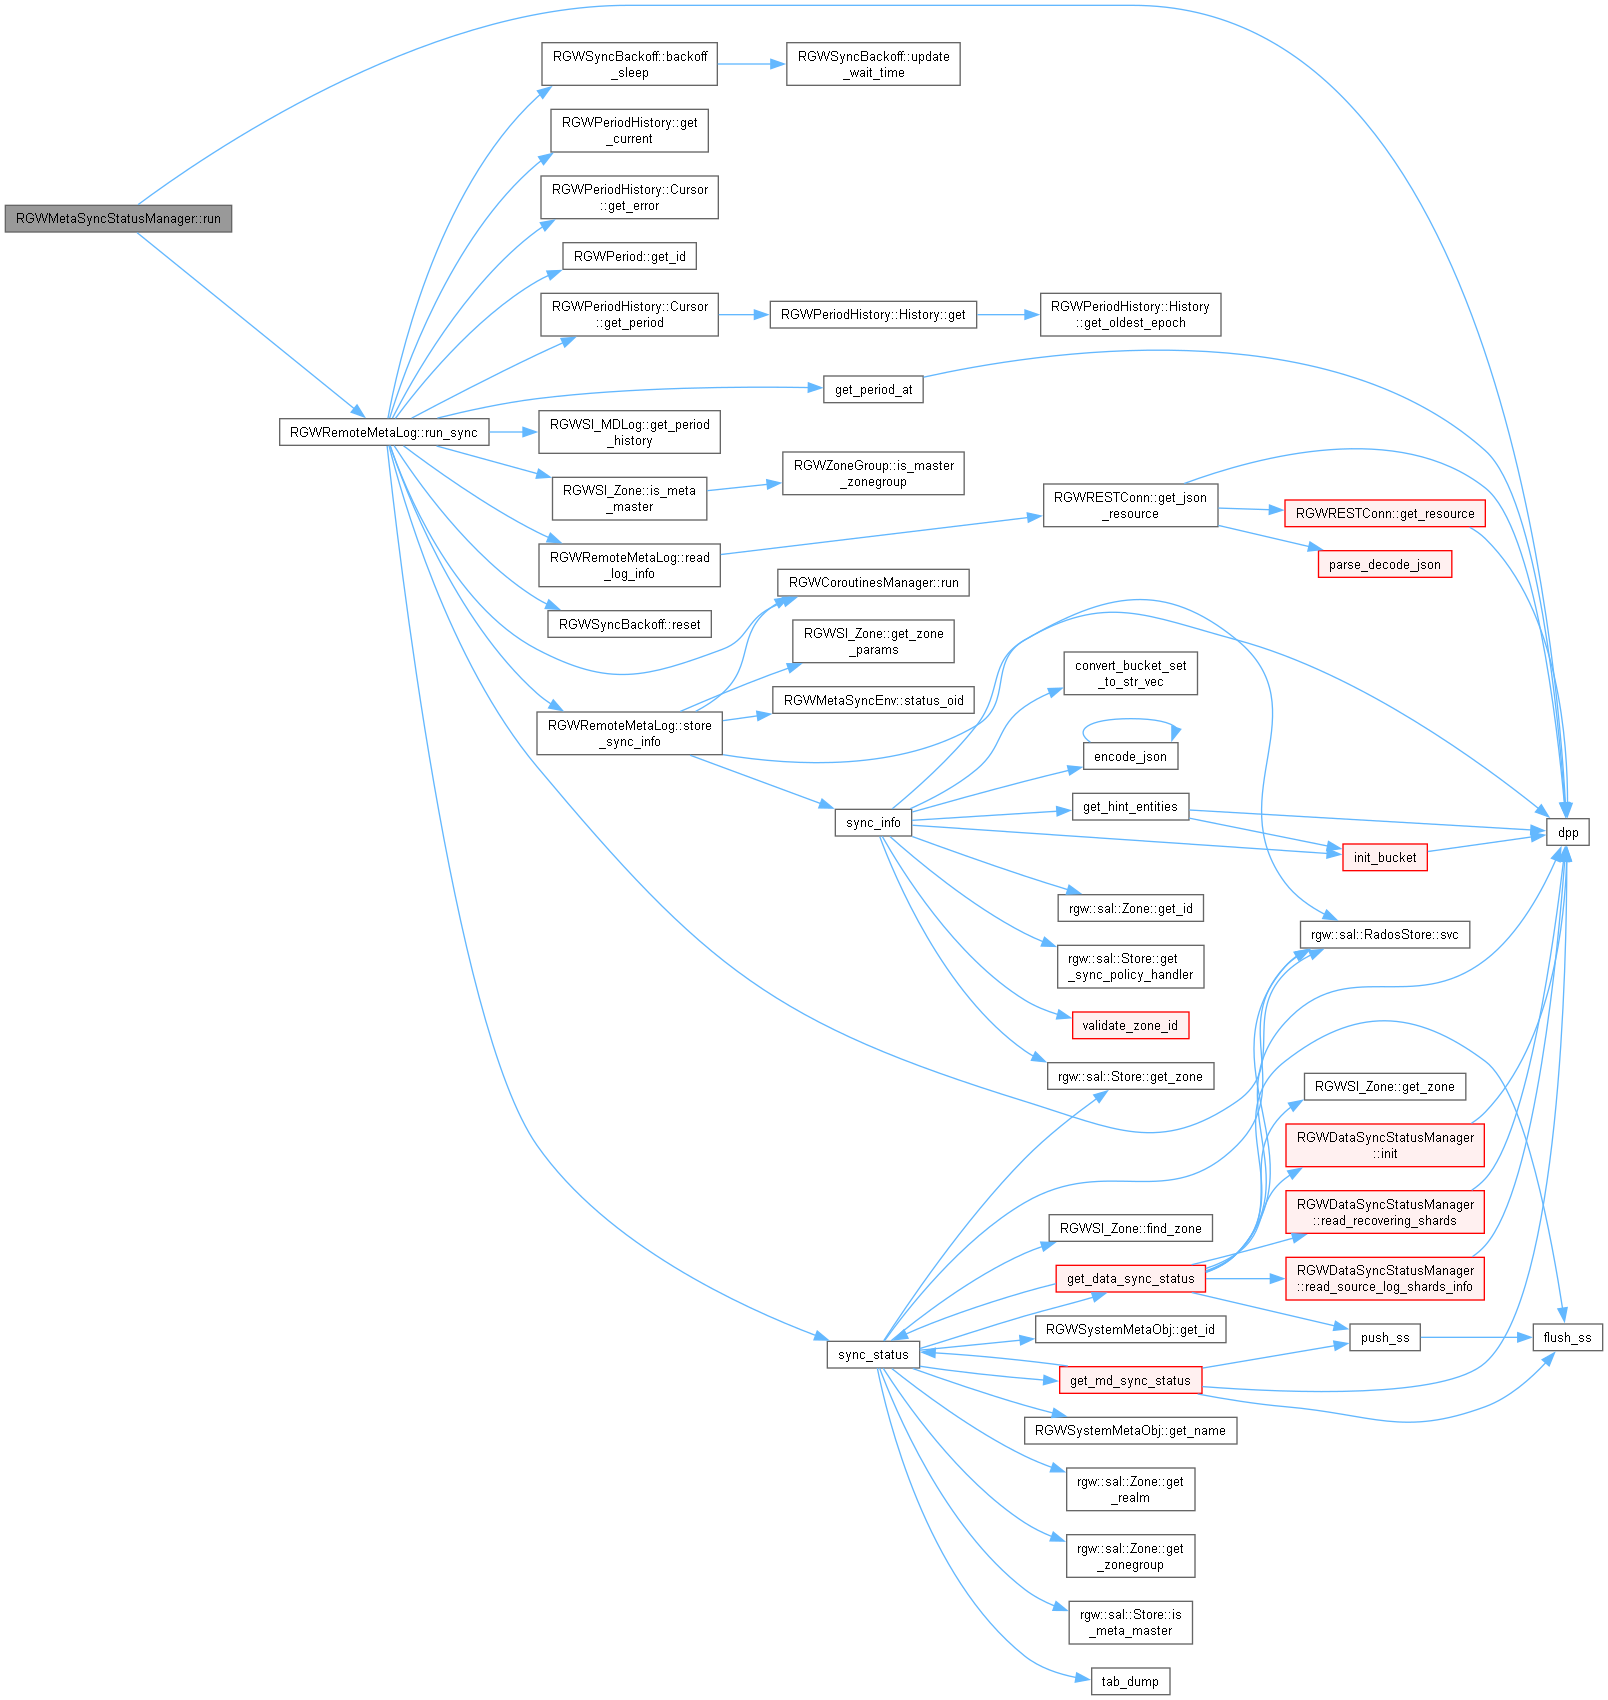 RGWMetaSyncStatusManager::run
RGWRemoteMetaLog::run_sync
RGWSyncBackoff::backoff
_sleep
RGWSyncBackoff::update
_wait_time
RGWPeriodHistory::get
_current
RGWPeriodHistory::Cursor
::get_error
RGWPeriod::get_id
RGWPeriodHistory::Cursor
::get_period
RGWPeriodHistory::History::get
RGWPeriodHistory::History
::get_oldest_epoch
get_period_at
RGWSI_MDLog::get_period
_history
RGWSI_Zone::is_meta
_master
RGWZoneGroup::is_master
_zonegroup
RGWRemoteMetaLog::read
_log_info
RGWRESTConn::get_json
_resource
RGWRESTConn::get_resource
parse_decode_json
RGWCoroutinesManager::run
RGWSyncBackoff::reset
RGWSI_Zone::get_zone
_params
RGWMetaSyncEnv::status_oid
RGWRemoteMetaLog::store
_sync_info
convert_bucket_set
_to_str_vec
encode_json
get_hint_entities
sync_info
dpp
init_bucket
rgw::sal::Zone::get_id
rgw::sal::RadosStore::svc
rgw::sal::Store::get
_sync_policy_handler
validate_zone_id
rgw::sal::Store::get_zone
RGWSI_Zone::get_zone
RGWDataSyncStatusManager
::init
RGWDataSyncStatusManager
::read_recovering_shards
RGWSI_Zone::find_zone
get_data_sync_status
RGWDataSyncStatusManager
::read_source_log_shards_info
RGWSystemMetaObj::get_id
push_ss
flush_ss
sync_status
get_md_sync_status
RGWSystemMetaObj::get_name
rgw::sal::Zone::get
_realm
rgw::sal::Zone::get
_zonegroup
rgw::sal::Store::is
_meta_master
tab_dump